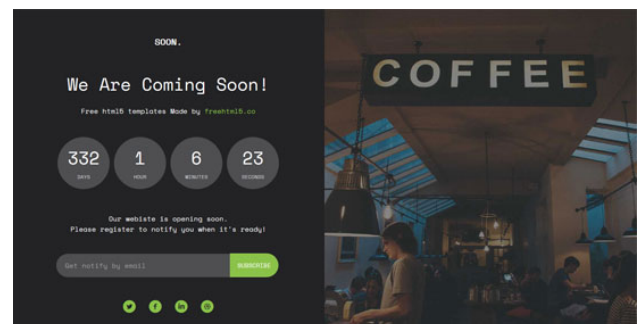 SOON.
We Are Coming Soon!
Free html5 templates Made by freehtml5.co
332 1 6 23
DAYS HOUR MINUTES SECONDS
Our webiste is opening soon.
Please register to notify you when it's ready!
Get notify by email SUBSCRIBE
COFFEE